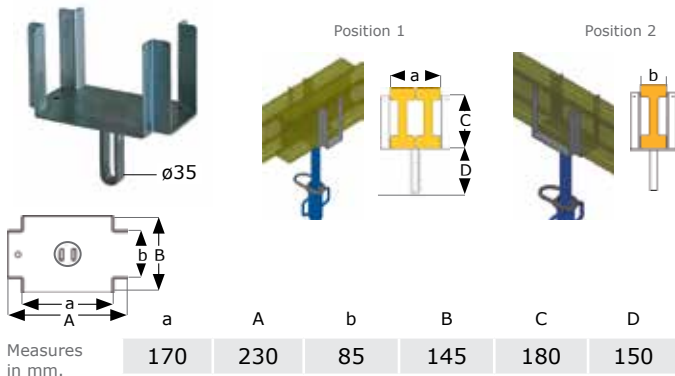 Position 1
Position 2
a
b
C
D
ø35
b B
a
A
a A b B C D
Measures in mm. 170 230 85 145 180 150